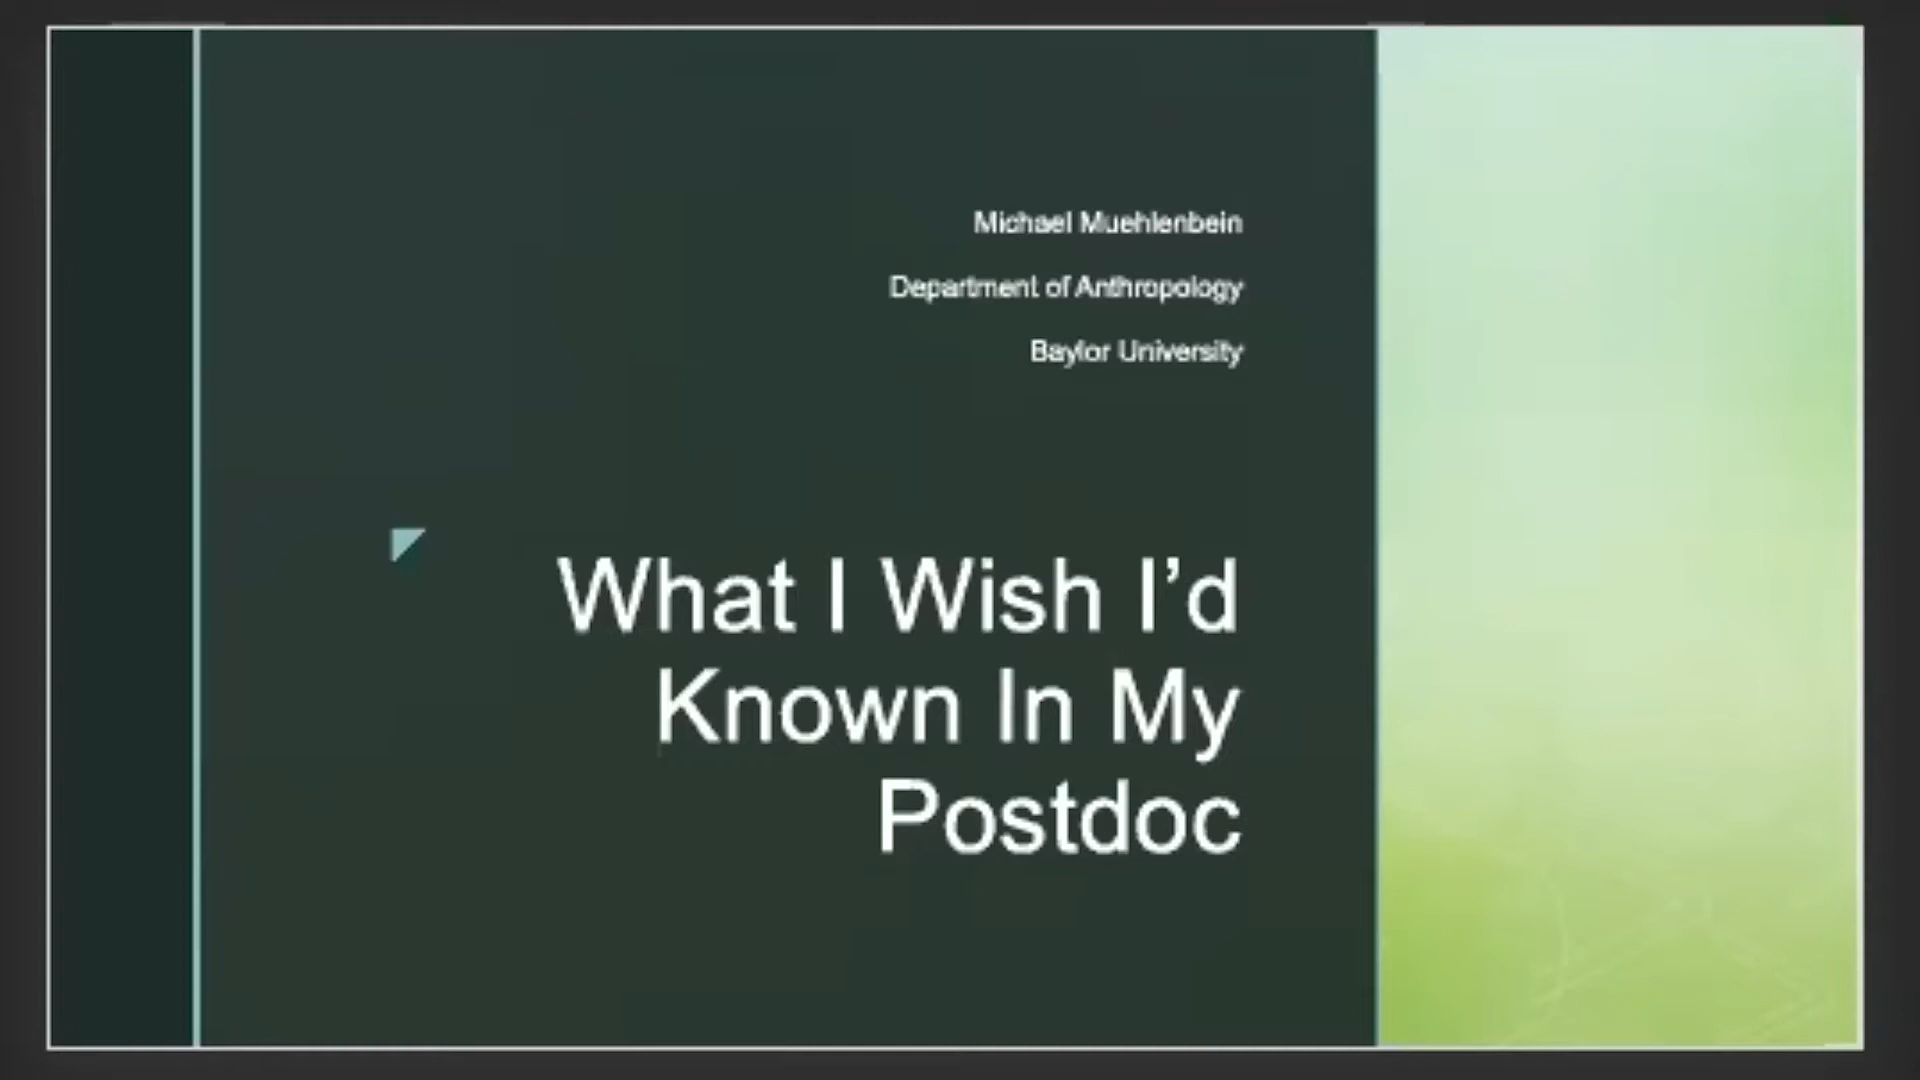 Michael Muehlenbein
Department of Anthropology
Baylor University
What I Wish I’d
Known In My
Postdoc